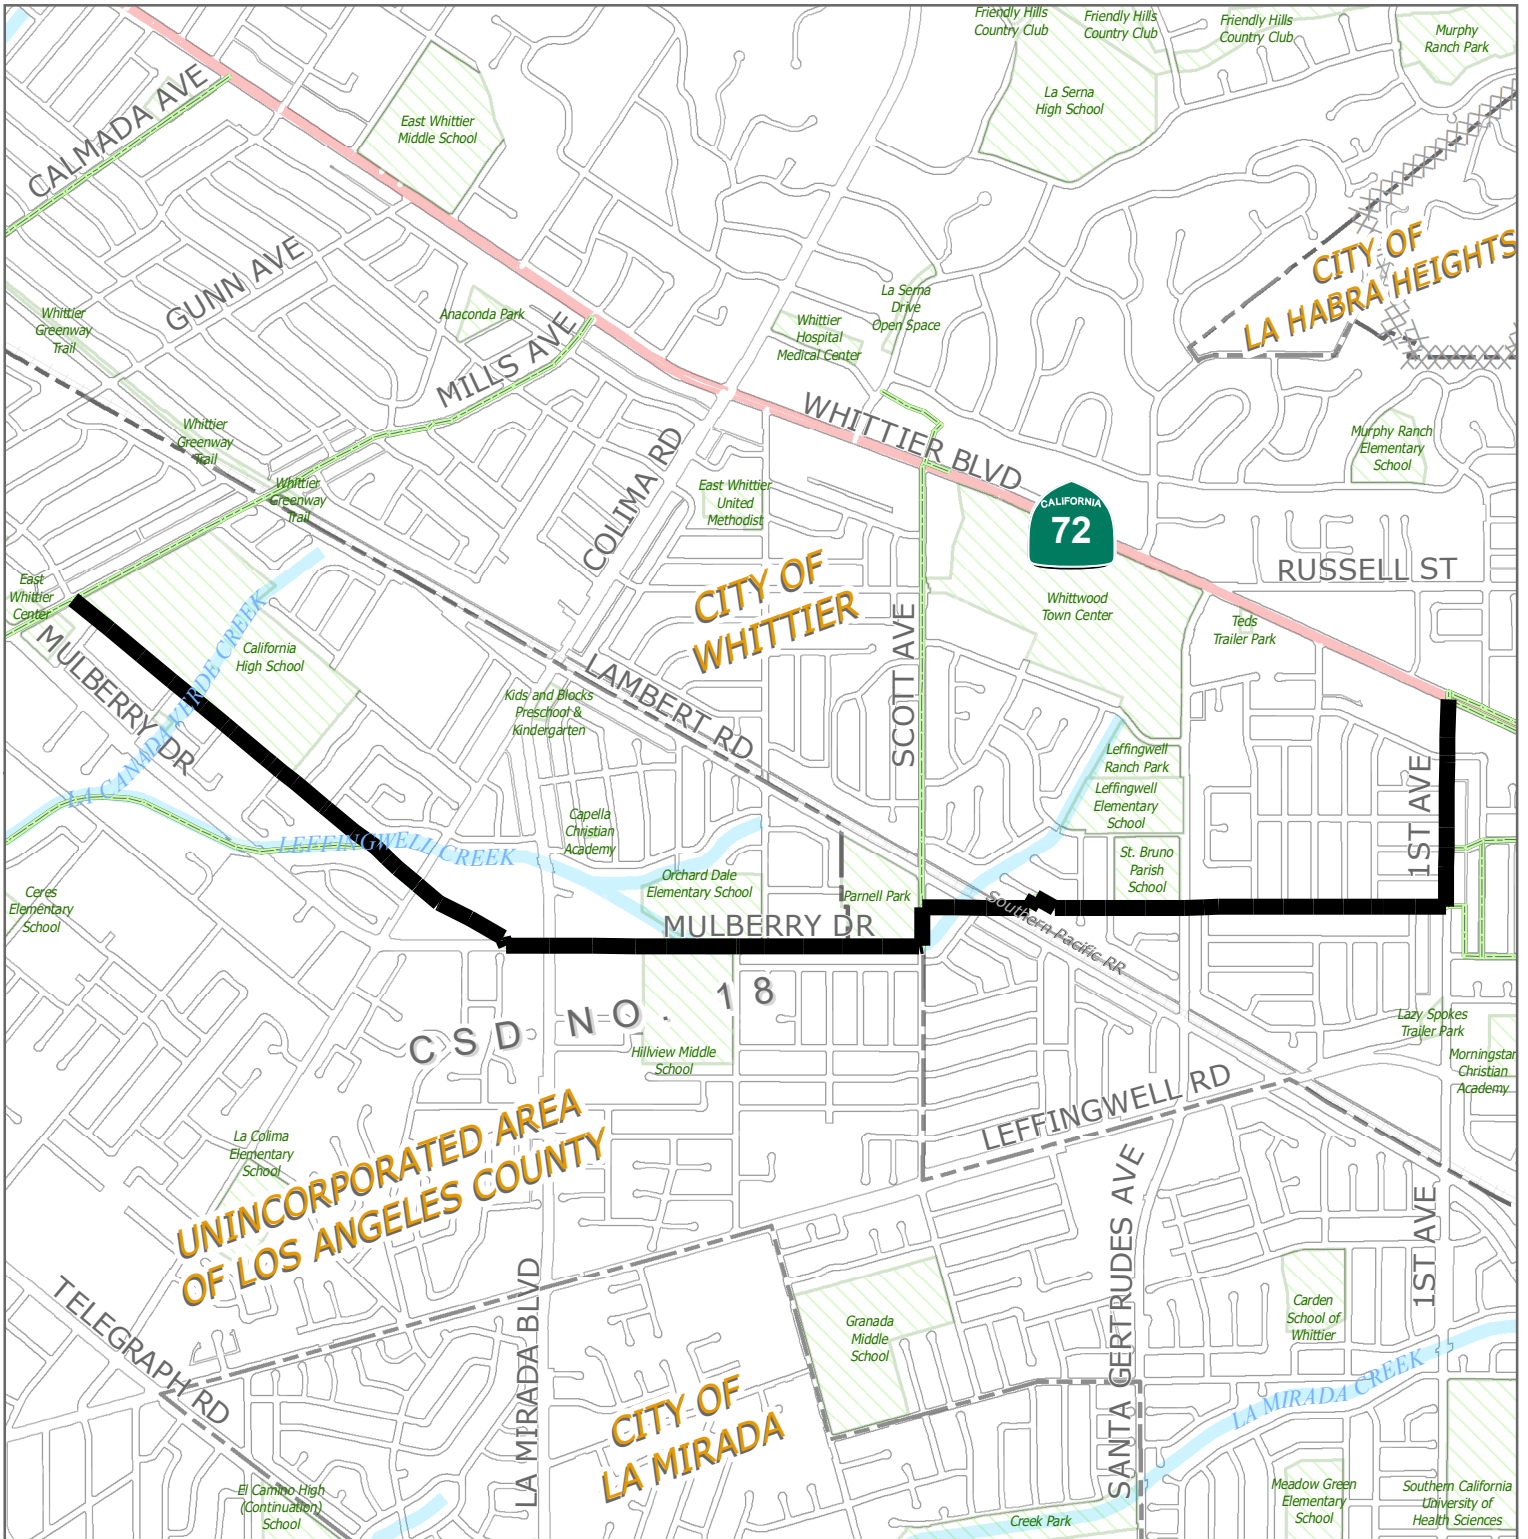 Friendly Hills
Country Club
Friendly Hills
Country Club
Friendly Hills
Country Club
Murphy
Ranch Park
La Serna
High School
East Whittier
Middle School
CALMADA AVE
GUNN AVE
CITY OF
LA HABRA HEIGHTS
Whittier
Greenway
Trail
Anaconda Park
La Serna
Drive
Open Space
Whittier
Hospital
Medical Center
MILLS AVE
WHITTIER BLVD
Whittier
Greenway
Trail
Murphy Ranch
Elementary
School
COLIMA RD
Whittier
Greenway
Trail
East Whittier
United
Methodist
CALIFORNIA
72
CITY OF
WHITTIER
RUSSELL ST
East
Whittier
Center
Whittwood
Town Center
Teds
Trailer Park
MULBERRY DR
LA CANADA VERDE CREEK
California
High School
SCOTT AVE
LAMBERT RD
Kids and Blocks
Preschool &
Kindergarten
Leffingwell
Ranch Park
Leffingwell
Elementary
School
1ST AVE
Capella
Christian
Academy
LEFFINGWELL CREEK
St. Bruno
Parish
School
Orchard Dale
Elementary School
Parnell Park
Ceres
Elementary
School
MULBERRY DR
Southern Pacific RR
CSD NO. 18
Hillview Middle
School
Lazy Spokes
Trailer Park
Morningstar
Christian
Academy
LEFFINGWELL RD
La Colima
Elementary
School
UNINCORPORATED AREA
OF LOS ANGELES COUNTY
TELEGRAPH RD
LA MIRADA BLVD
SANTA GERTRUDES AVE
1ST AVE
Granada
Middle
School
Carden
School of
Whittier
LA MIRADA CREEK
CITY OF
LA MIRADA
El Camino High
(Continuation)
School
Creek Park
Meadow Green
Elementary
School
Southern California
University of
Health Sciences